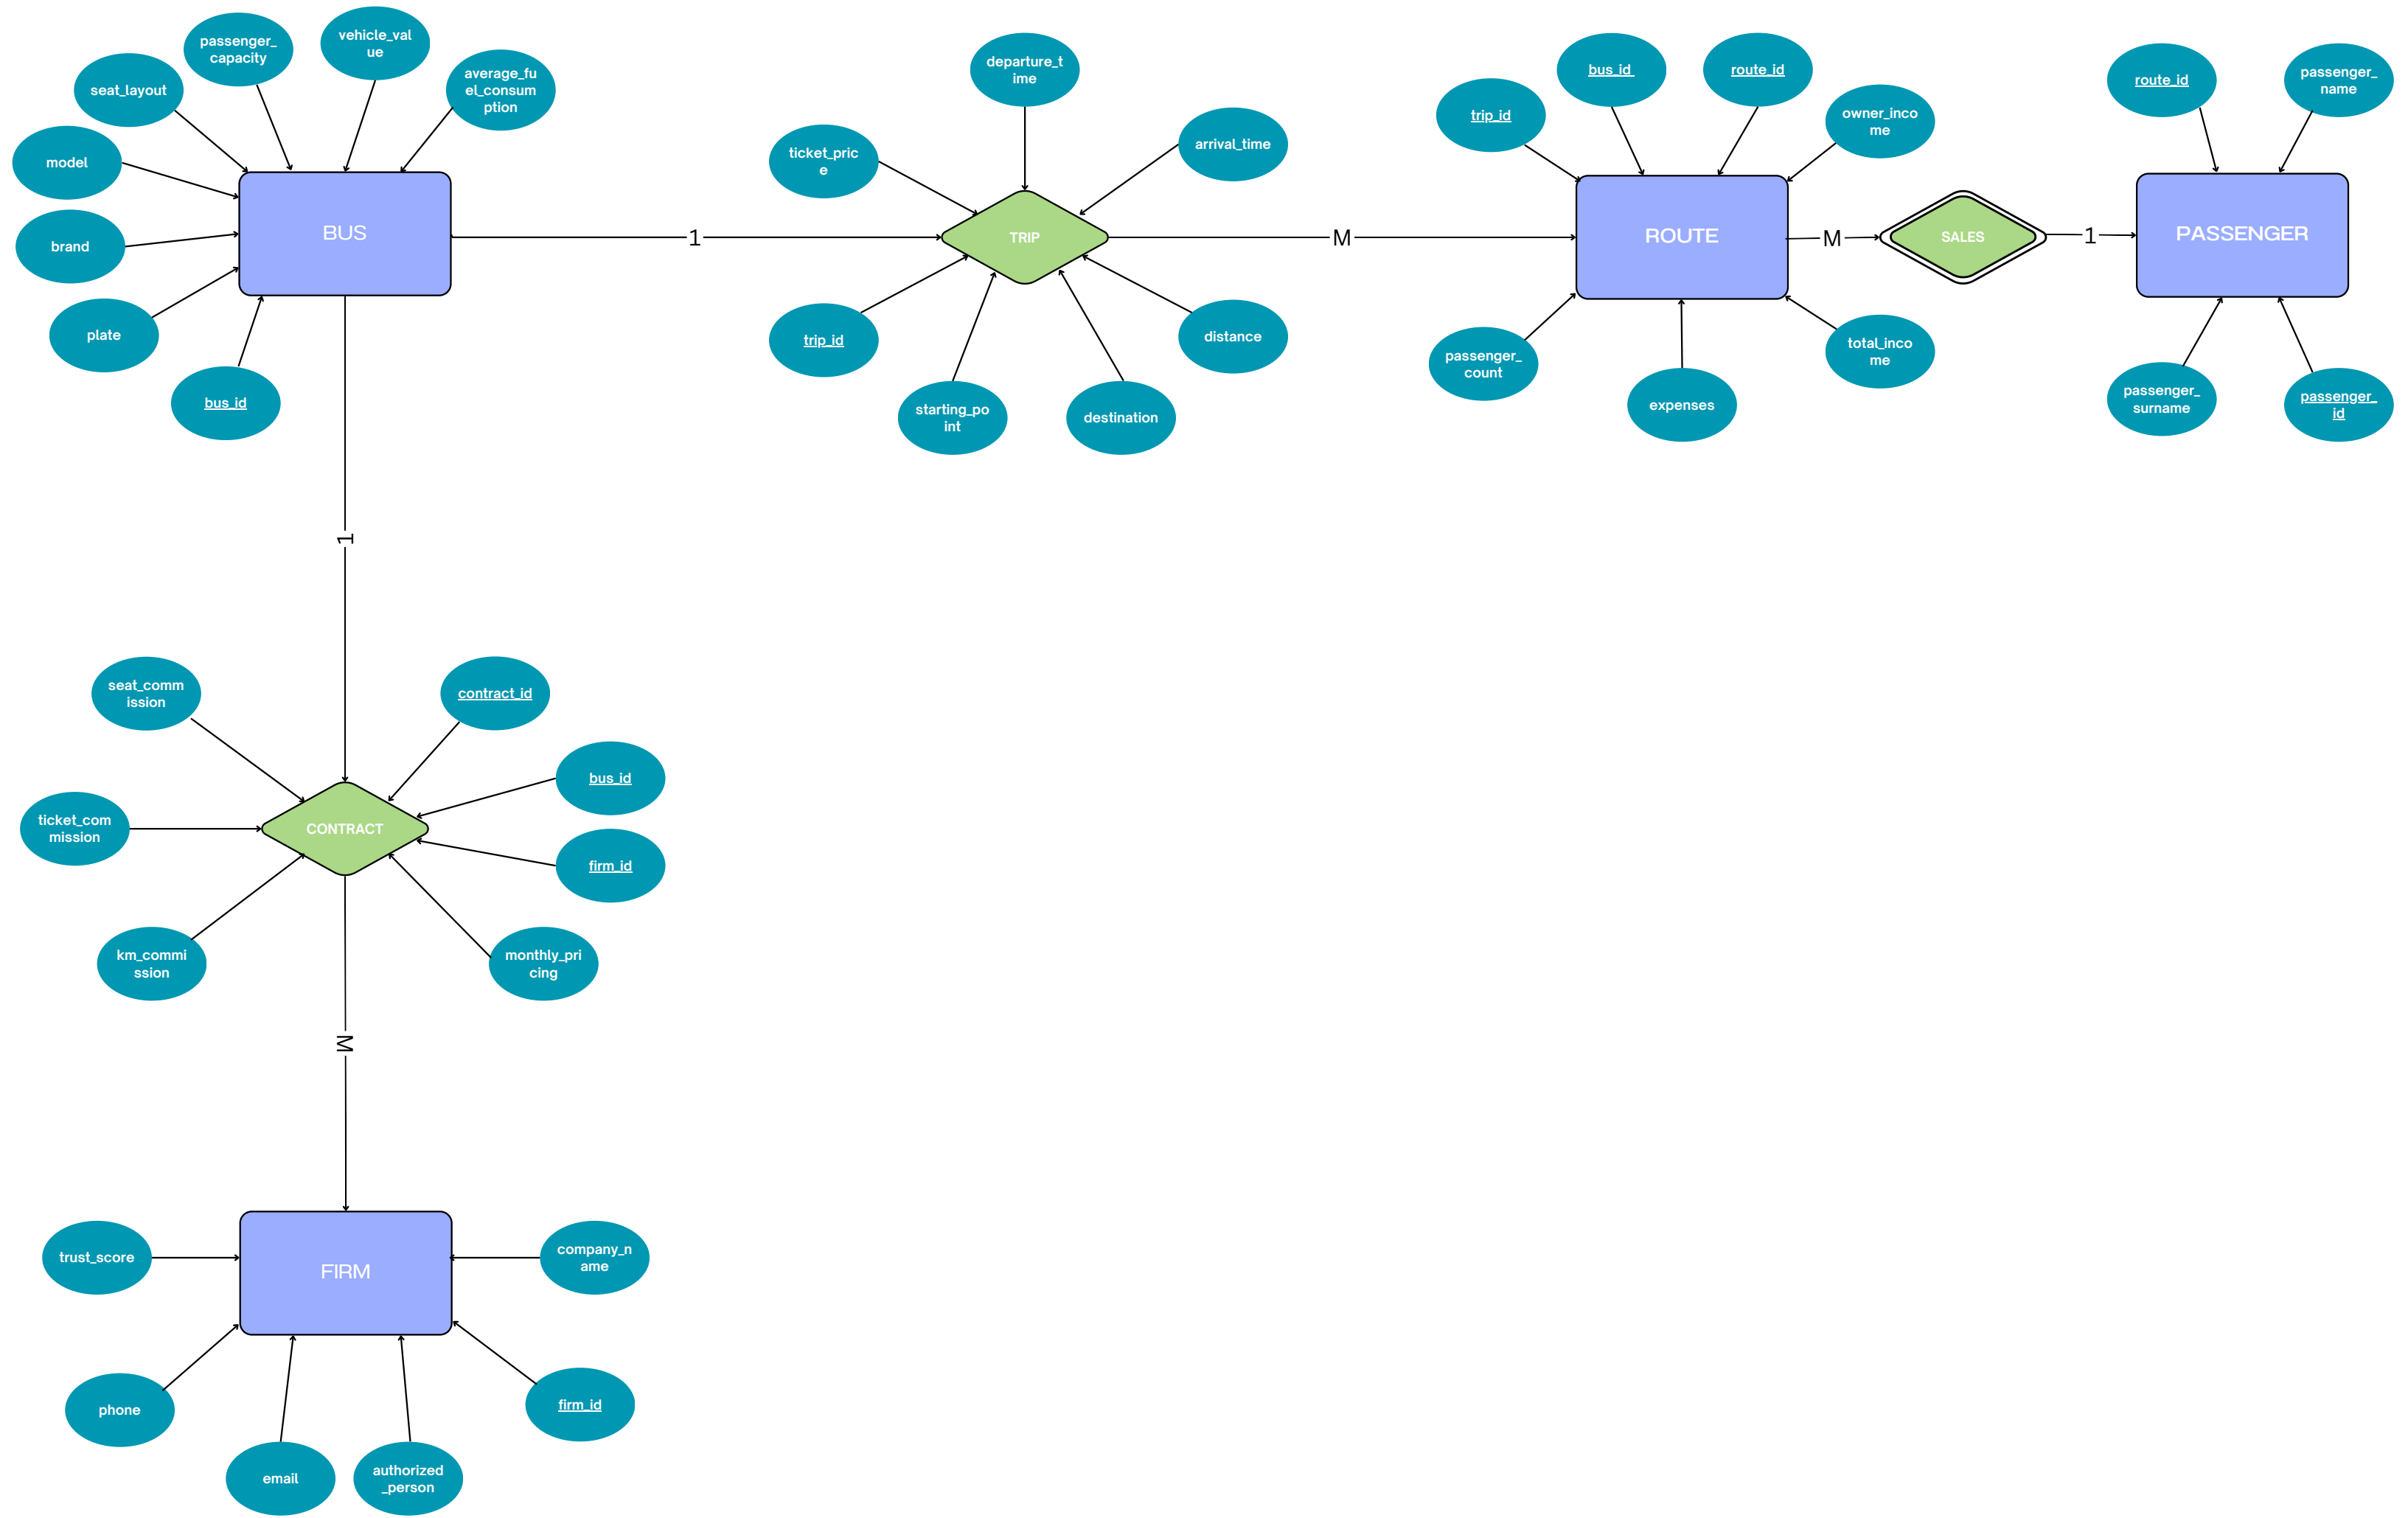 passenger_
capacity
vehicle_val
ue
seat_layout
average_fu
el_consum
ption
model
brand
plate
bus_id
BUS
1
departure_t
ime
ticket_pric
e
arrival_time
TRIP
trip_id
starting_po
int
destination
distance
M
bus_id
route_id
trip_id
owner_inco
me
ROUTE
passenger_
count
expenses
total_inco
me
M
SALES
1
route_id
passenger_
name
PASSENGER
passenger_
surname
passenger_
id
1
seat_comm
ission
contract_id
bus_id
ticket_com
mission
CONTRACT
firm_id
km_commi
ssion
monthly_pri
cing
M
trust_score
company_n
ame
FIRM
phone
firm_id
email
authorized
_person